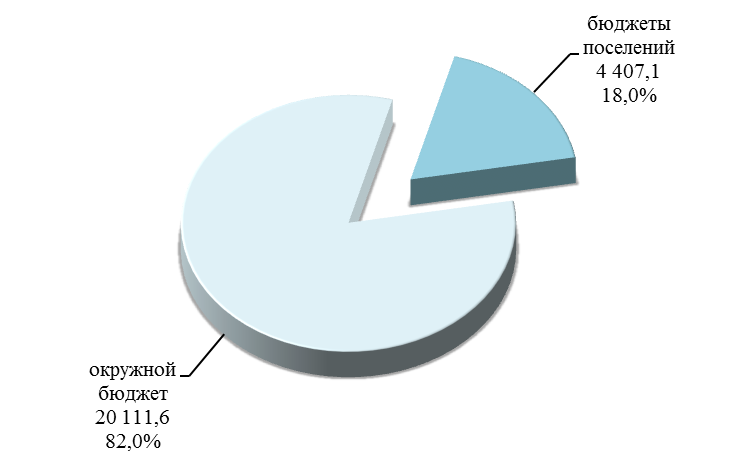 бюджеты
поселений
4 407,1
18,0%
окружной
бюджет
20 111,6
82,0%